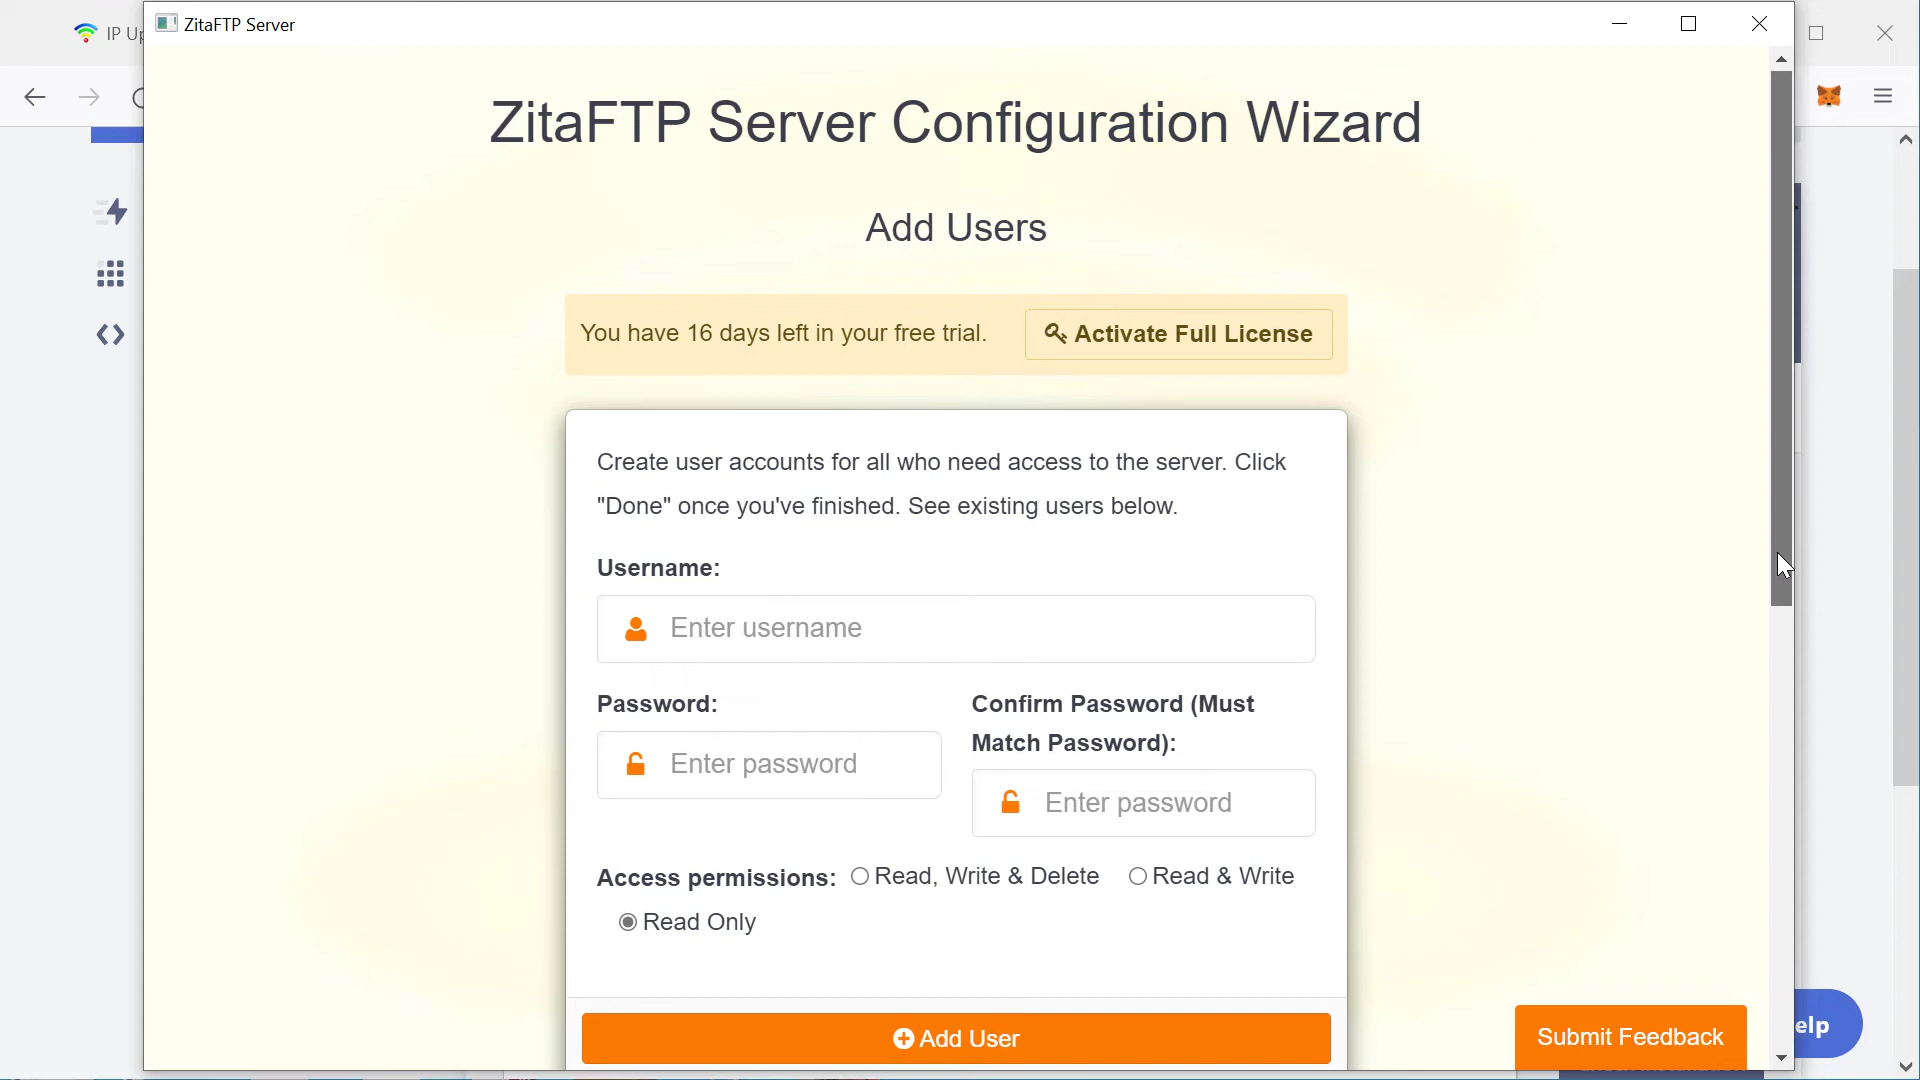 IP Up
ZitaFTP Server
ZitaFTP Server Configuration Wizard
Add Users
You have 16 days left in your free trial.
Activate Full License
Create user accounts for all who need access to the server. Click
"Done" once you've finished. See existing users below.
Username:
Enter username
Password:
Confirm Password (Must
Match Password):
Enter password
Enter password
Access permissions: Read, Write & Delete Read & Write
Read Only
Add User
Submit Feedback
elp